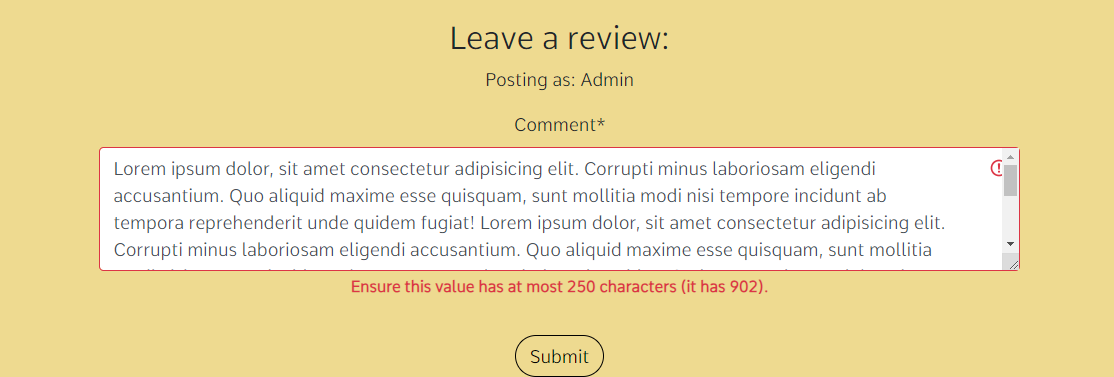 Leave a review:
Posting as: Admin
Comment*
Lorem ipsum dolor, sit amet consectetur adipisicing elit. Corrupti minus laboriosam eligendi
accusantium. Quo aliquid maxime esse quisquam, sunt mollitia modi nisi tempore incidunt ab
tempora reprehenderit unde quidem fugiat! Lorem ipsum dolor, sit amet consectetur adipisicing elit.
Corrupti minus laboriosam eligendi accusantium. Quo aliquid maxime esse quisquam, sunt mollitia
Ensure this value has at most 250 characters (it has 902).
Submit